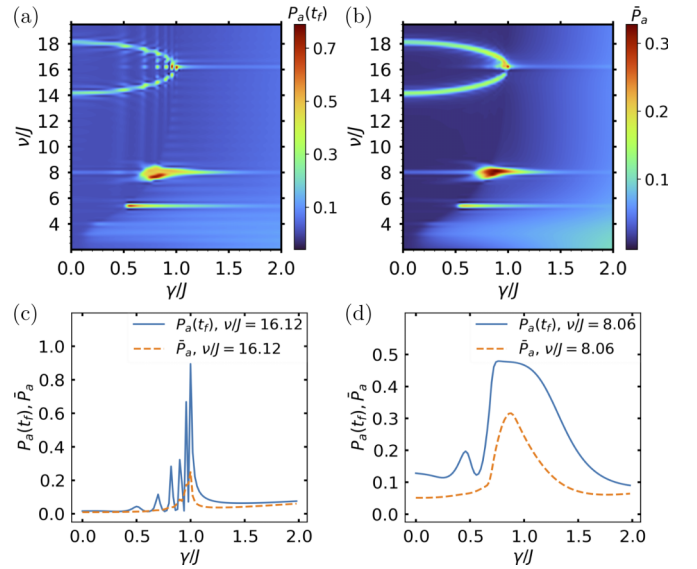 (a)
P_a(t_f)
(b)
P̄_a
18
16
14
12
10
8
6
4
ν/J
0.7
0.5
0.3
0.1
0.0 0.5 1.0 1.5 2.0
γ/J
18
16
14
12
10
8
6
4
ν/J
0.3
0.2
0.1
0.0 0.5 1.0 1.5 2.0
γ/J
(c)
P_a(t_f), ν/J = 16.12
P̄_a, ν/J = 16.12
1.0
0.8
0.6
0.4
0.2
0.0
P_a(t_f), P̄_a
0.0 0.5 1.0 1.5 2.0
γ/J
(d)
P_a(t_f), ν/J = 8.06
P̄_a, ν/J = 8.06
0.5
0.4
0.3
0.2
0.1
0.0
P_a(t_f), P̄_a
0.0 0.5 1.0 1.5 2.0
γ/J